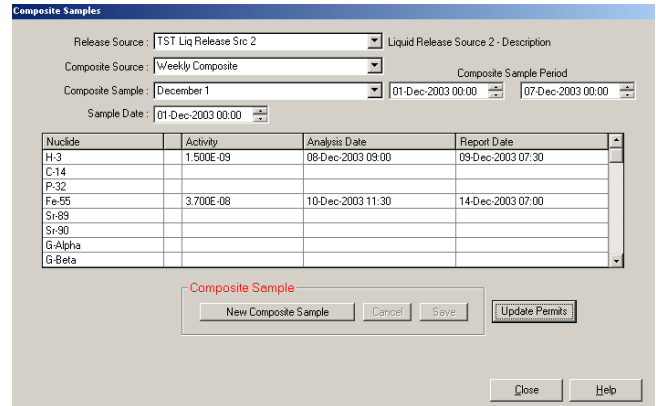 Composite Samples
Release Source : TST Liq Release Src 2 Liquid Release Source 2 - Description
Composite Source : Weekly Composite
Composite Sample Period
Composite Sample : December 1 01-Dec-2003 00:00 07-Dec-2003 00:00
Sample Date : 01-Dec-2003 00:00
Nuclide Activity Analysis Date Report Date
H-3 1.500E-09 08-Dec-2003 09:00 09-Dec-2003 07:30
C-14
P-32
Fe-55 3.700E-08 10-Dec-2003 11:30 14-Dec-2003 07:00
Sr-89
Sr-90
G-Alpha
G-Beta
Composite Sample
New Composite Sample Cancel Save Update Permits
Close Help